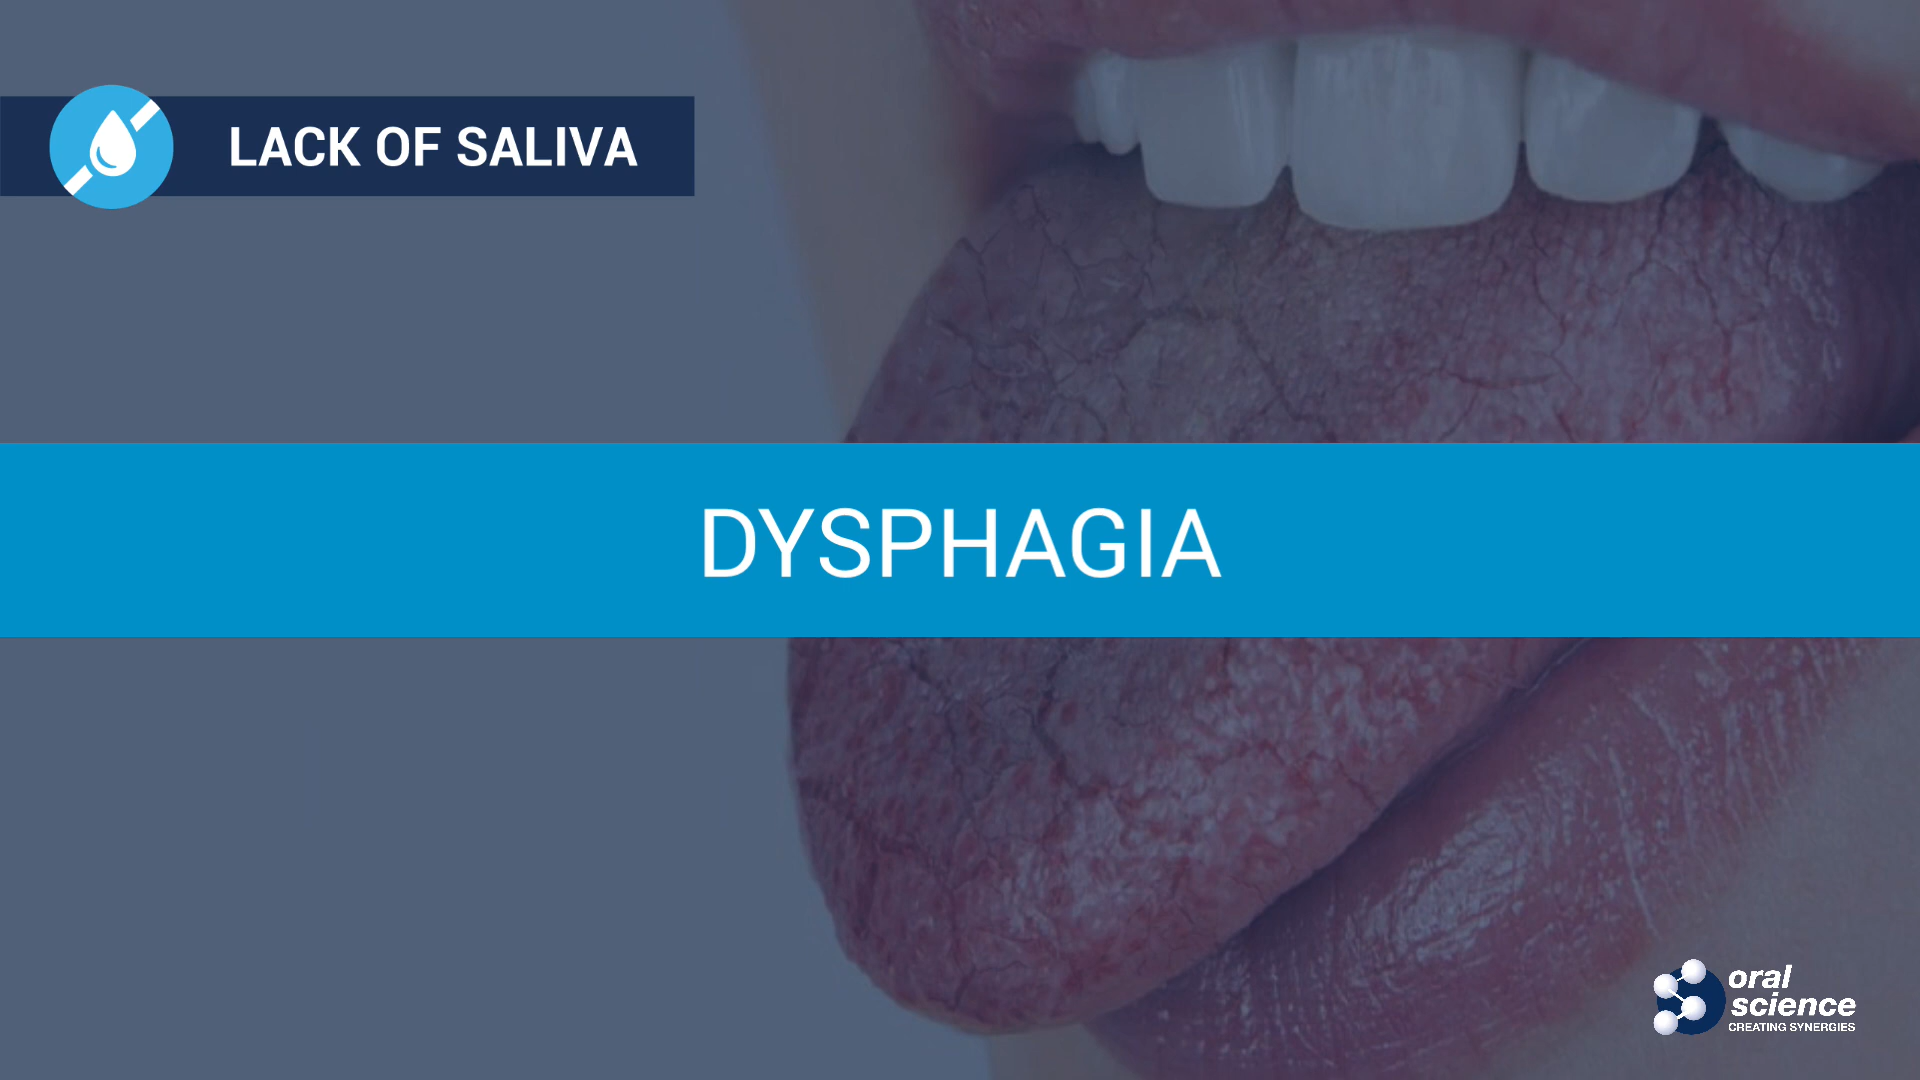 LACK OF SALIVA
DYSPHAGIA
oral
science
CREATING SYNERGIES